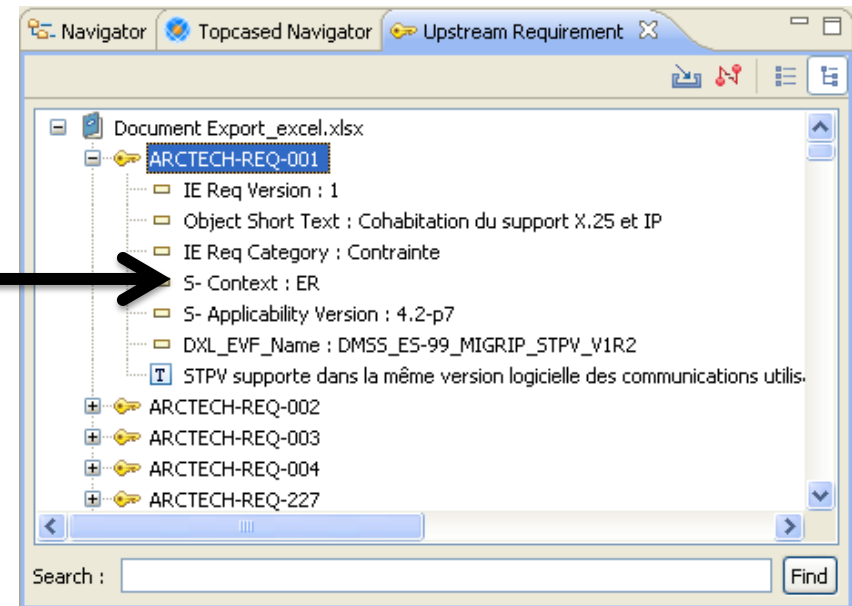 Navigator Topcased Navigator Upstream Requirement
Document Export_excel.xlsx
ARCTECH-REQ-001
IE Req Version : 1
Object Short Text : Cohabitation du support X.25 et IP
IE Req Category : Contrainte
S- Context : ER
S- Applicability Version : 4.2-p7
DXL_EVF_Name : DMSS_ES-99_MIGRIP_STPV_V1R2
T STPV supporte dans la même version logicielle des communications utilis
ARCTECH-REQ-002
ARCTECH-REQ-003
ARCTECH-REQ-004
ARCTECH-REQ-227
Search : Find